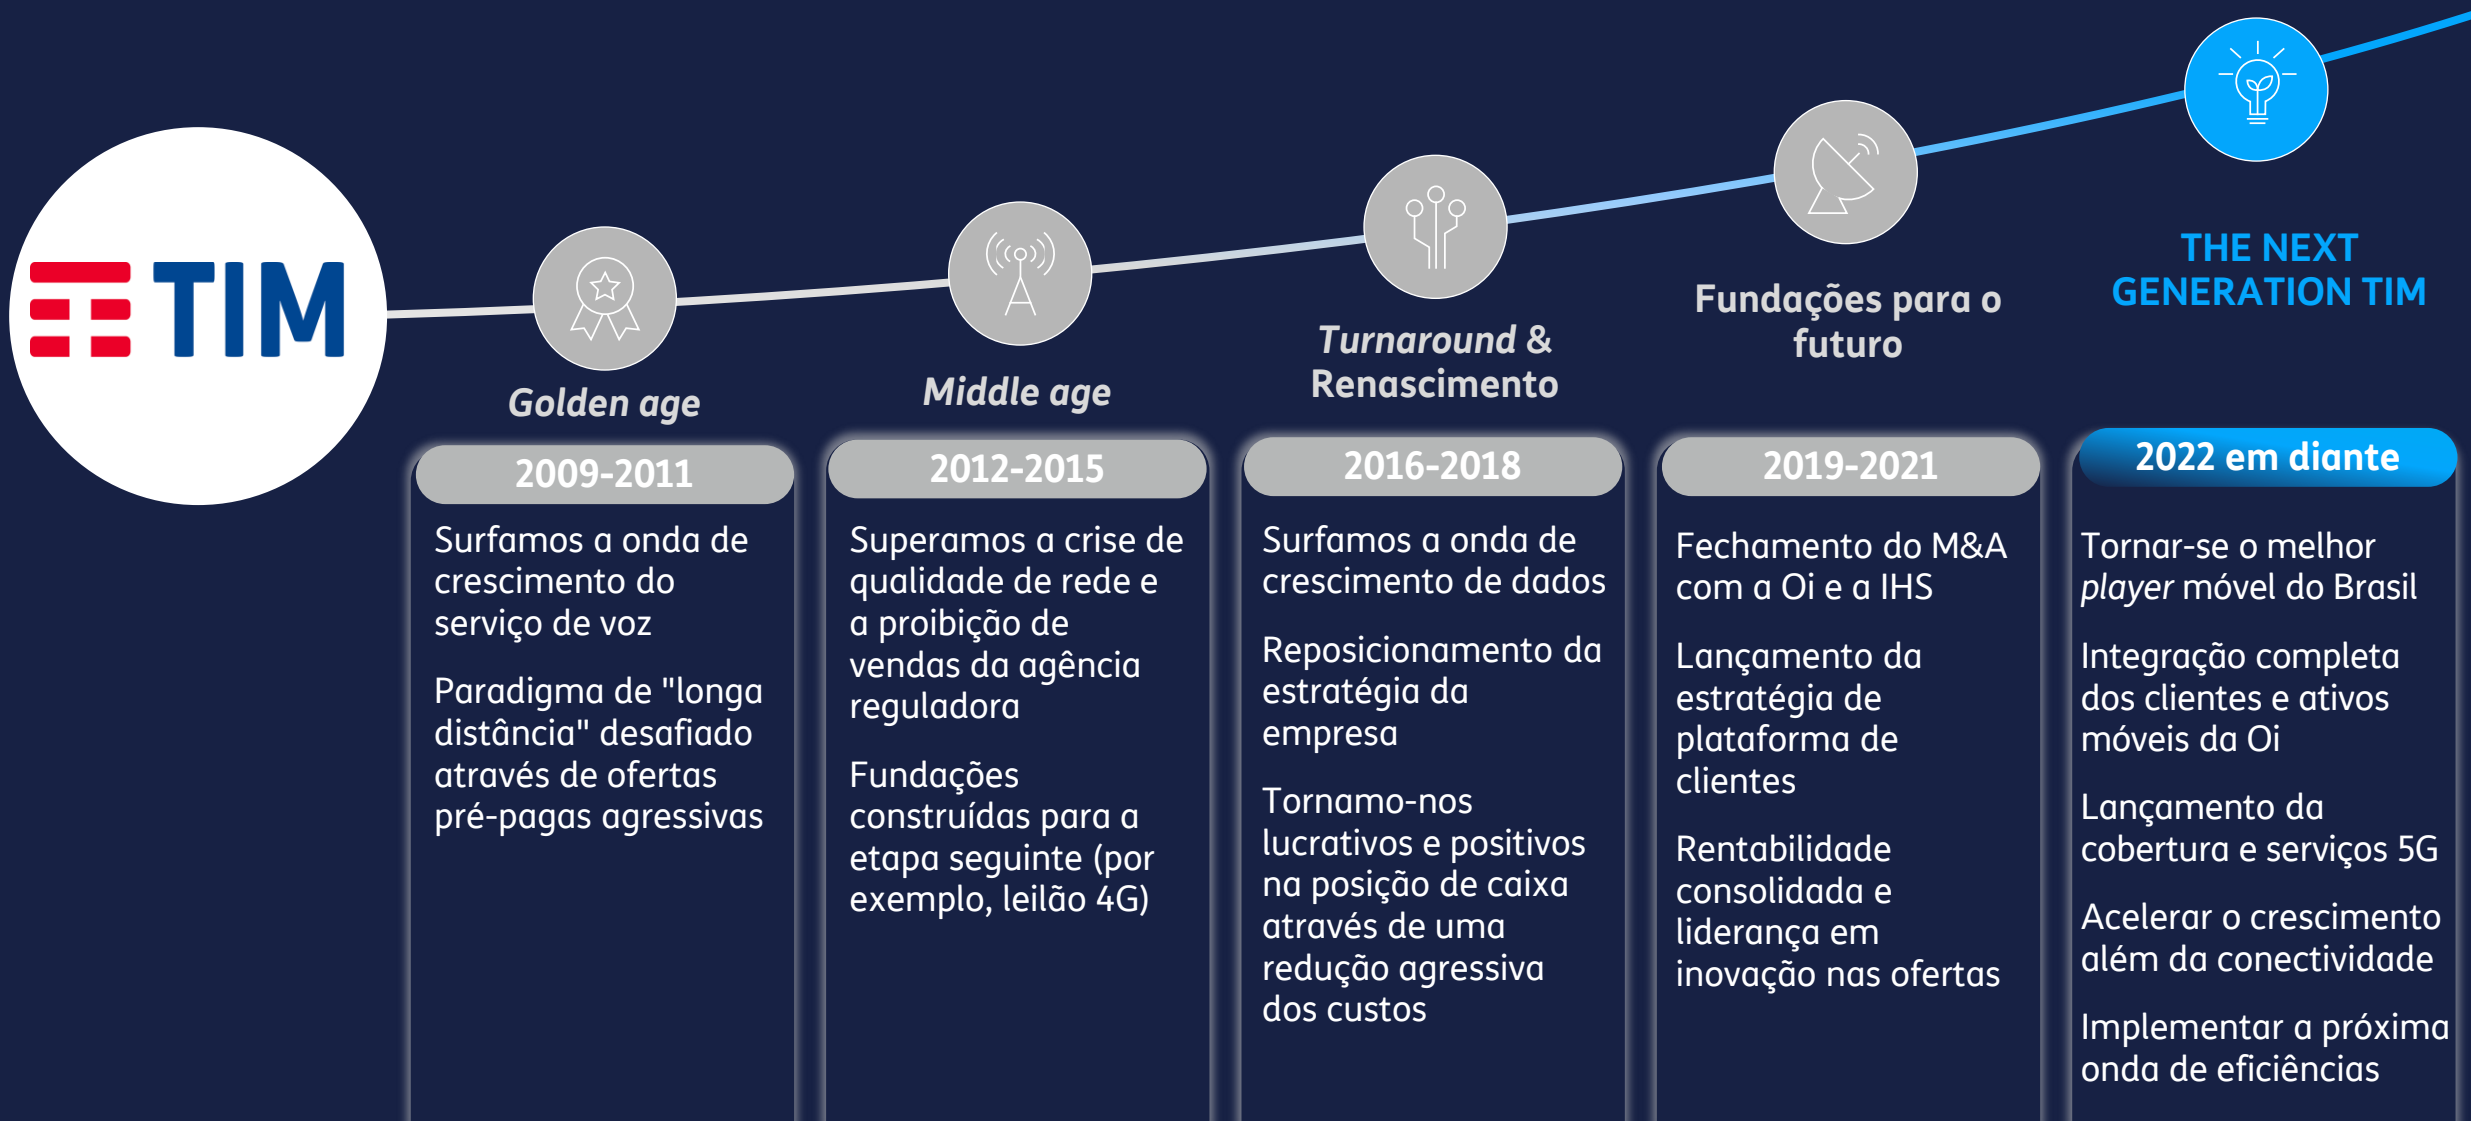 TIM
Golden age
2009-2011
Surfamos a onda de
crescimento do
serviço de voz
Paradigma de "longa
distância" desafiado
através de ofertas
pré-pagas agressivas
Middle age
2012-2015
Superamos a crise de
qualidade de rede e
a proibição de
vendas da agência
reguladora
Fundações
construídas para a
etapa seguinte (por
exemplo, leilão 4G)
Turnaround &
Renascimento
2016-2018
Surfamos a onda de
crescimento de dados
Reposicionamento da
estratégia da
empresa
Tornamo-nos
lucrativos e positivos
na posição de caixa
através de uma
redução agressiva
dos custos
Fundações para o
futuro
2019-2021
Fechamento do M&A
com a Oi e a IHS
Lançamento da
estratégia de
plataforma de
clientes
Rentabilidade
consolidada e
liderança em
inovação nas ofertas
THE NEXT
GENERATION TIM
2022 em diante
Tornar-se o melhor
player móvel do Brasil
Integração completa
dos clientes e ativos
móveis da Oi
Lançamento da
cobertura e serviços 5G
Acelerar o crescimento
além da conectividade
Implementar a próxima
onda de eficiências